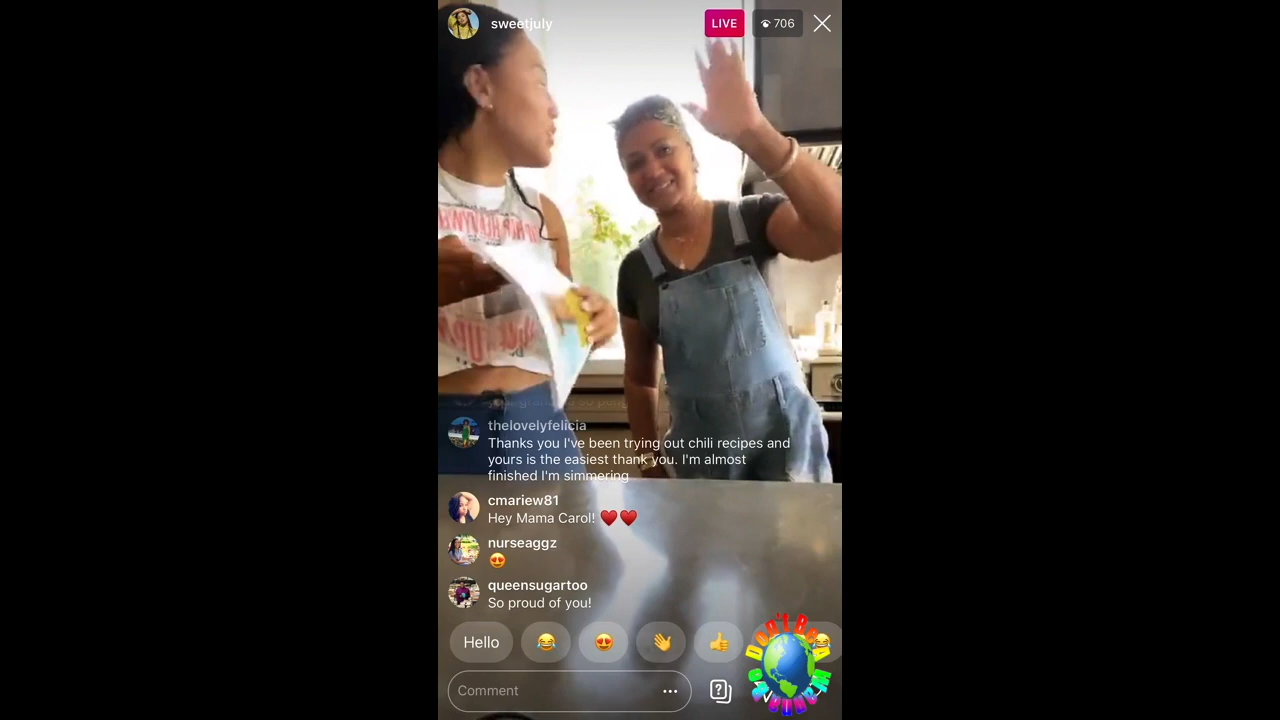 sweetjuly
LIVE
706
thelovelyfelicia
Thanks you I've been trying out chili recipes and
yours is the easiest thank you. I'm almost
finished I'm simmering
cmariew81
Hey Mama Carol! ♥️♥️
nurseaggz
😍
queensugartoo
So proud of you!
Hello 😂 😍 👋 👍 😂
Comment